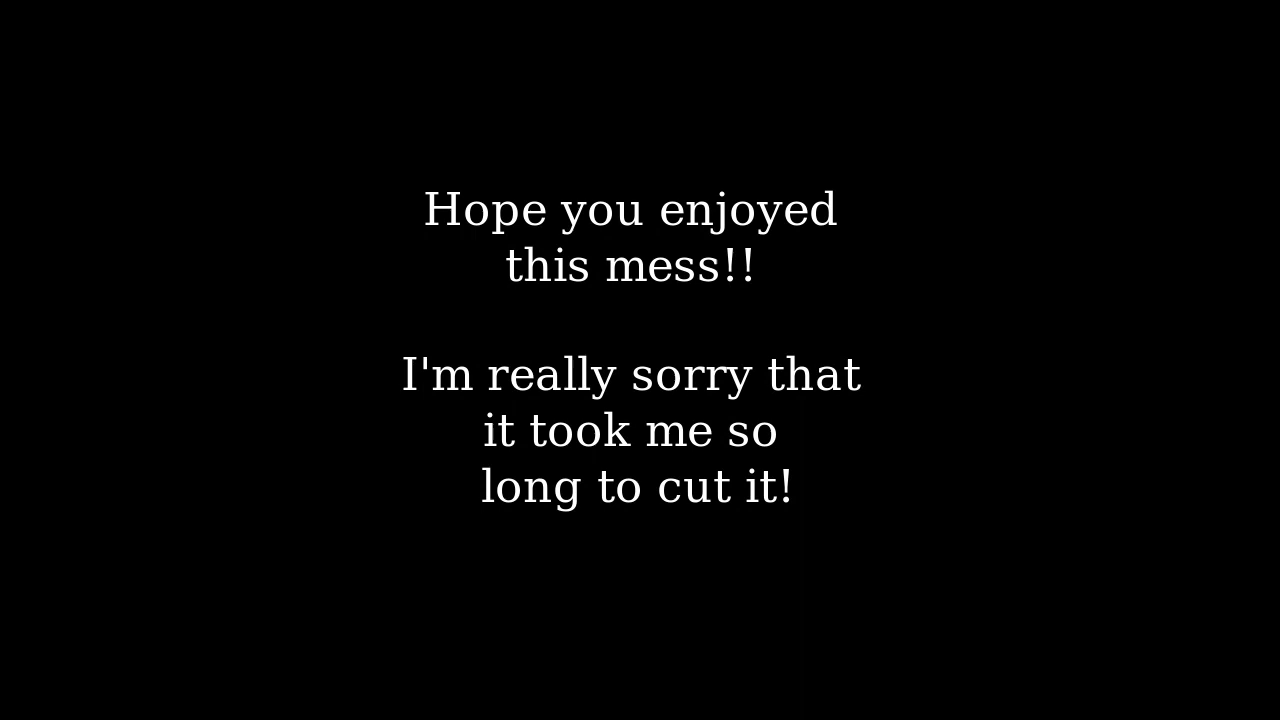 Hope you enjoyed
this mess!!
I'm really sorry that
it took me so
long to cut it!